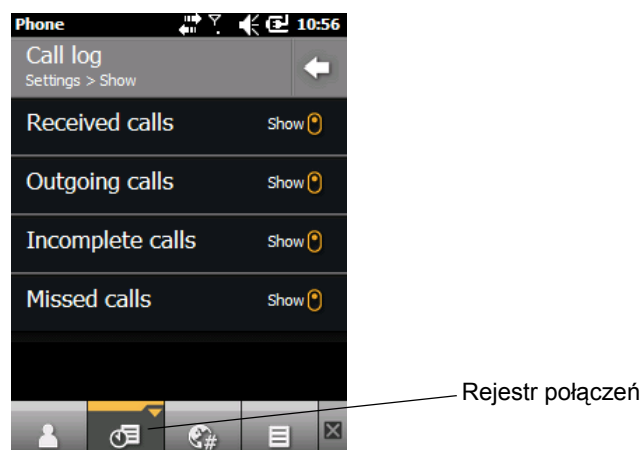 Phone 10:56
Call log
Settings > Show
Received calls Show
Outgoing calls Show
Incomplete calls Show
Missed calls Show
Rejestr połączeń
#